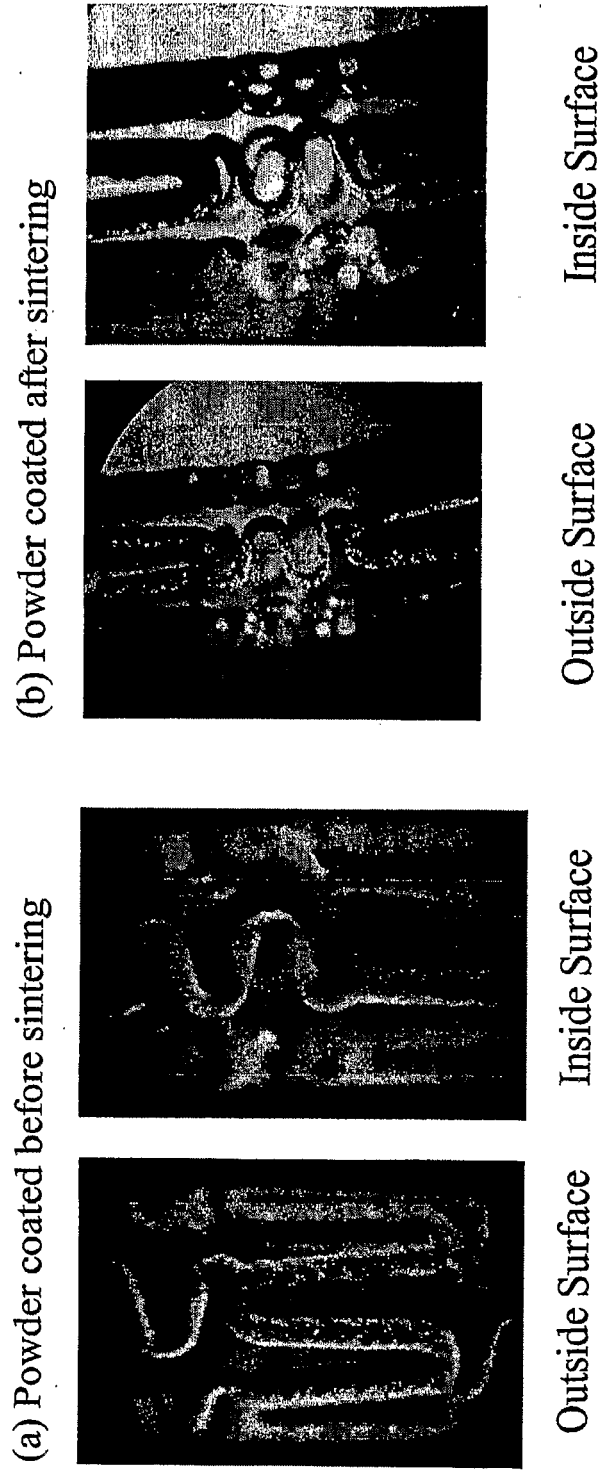 (a) Powder coated before sintering
Outside Surface
Inside Surface
(b) Powder coated after sintering
Outside Surface
Inside Surface